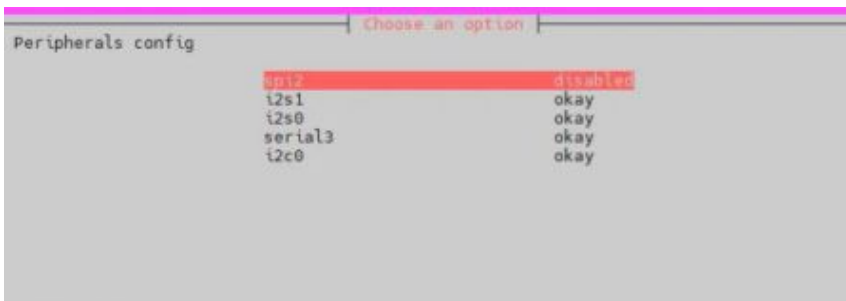 Choose an option
Peripherals config
spi2 disabled
i2s1 okay
i2s0 okay
serial3 okay
i2c0 okay